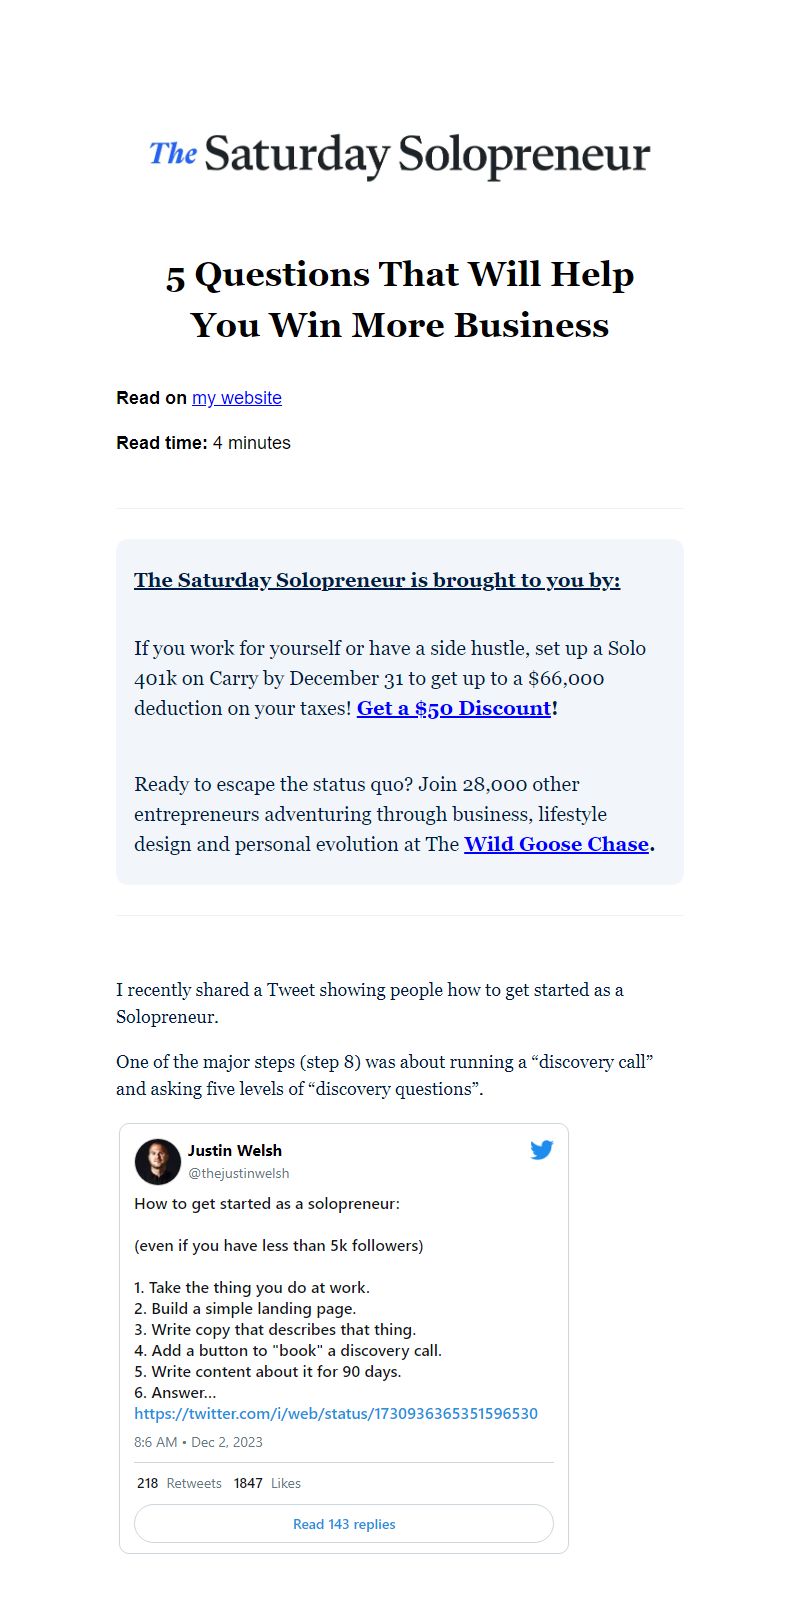 The Saturday Solopreneur
5 Questions That Will Help
You Win More Business
Read on my website
Read time: 4 minutes
The Saturday Solopreneur is brought to you by:
If you work for yourself or have a side hustle, set up a Solo
401k on Carry by December 31 to get up to a $66,000
deduction on your taxes! Get a $50 Discount!
Ready to escape the status quo? Join 28,000 other
entrepreneurs adventuring through business, lifestyle
design and personal evolution at The Wild Goose Chase.
I recently shared a Tweet showing people how to get started as a
Solopreneur.
One of the major steps (step 8) was about running a “discovery call”
and asking five levels of “discovery questions”.
Justin Welsh
@thejustinwelsh
How to get started as a solopreneur:
(even if you have less than 5k followers)
1. Take the thing you do at work.
2. Build a simple landing page.
3. Write copy that describes that thing.
4. Add a button to "book" a discovery call.
5. Write content about it for 90 days.
6. Answer...
https://twitter.com/i/web/status/1730936365351596530
8:6 AM • Dec 2, 2023
218 Retweets 1847 Likes
Read 143 replies